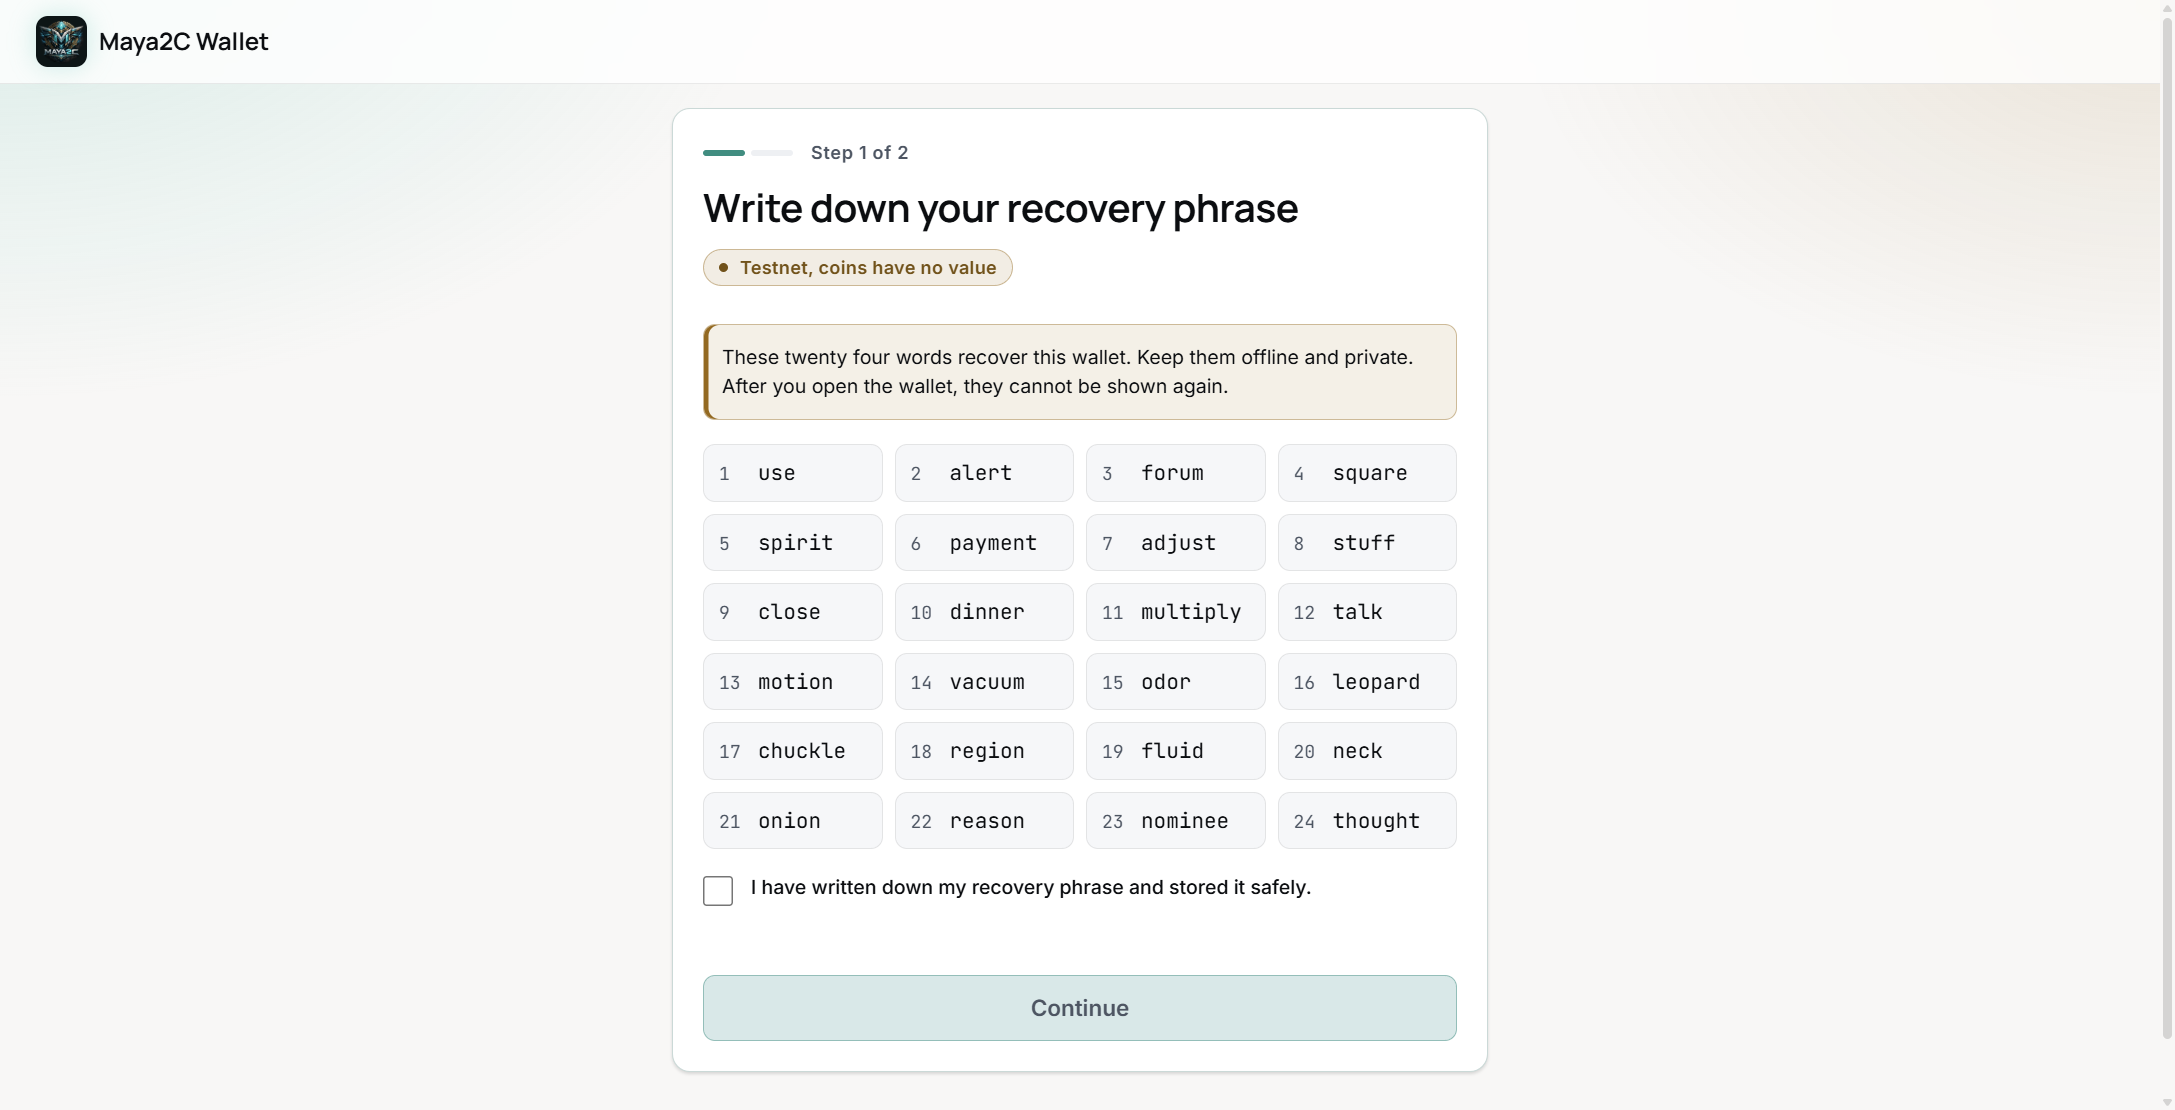 MAYA2C
Maya2C Wallet
Step 1 of 2
Write down your recovery phrase
Testnet, coins have no value
These twenty four words recover this wallet. Keep them offline and private.
After you open the wallet, they cannot be shown again.
1 use 2 alert 3 forum 4 square
5 spirit 6 payment 7 adjust 8 stuff
9 close 10 dinner 11 multiply 12 talk
13 motion 14 vacuum 15 odor 16 leopard
17 chuckle 18 region 19 fluid 20 neck
21 onion 22 reason 23 nominee 24 thought
I have written down my recovery phrase and stored it safely.
Continue